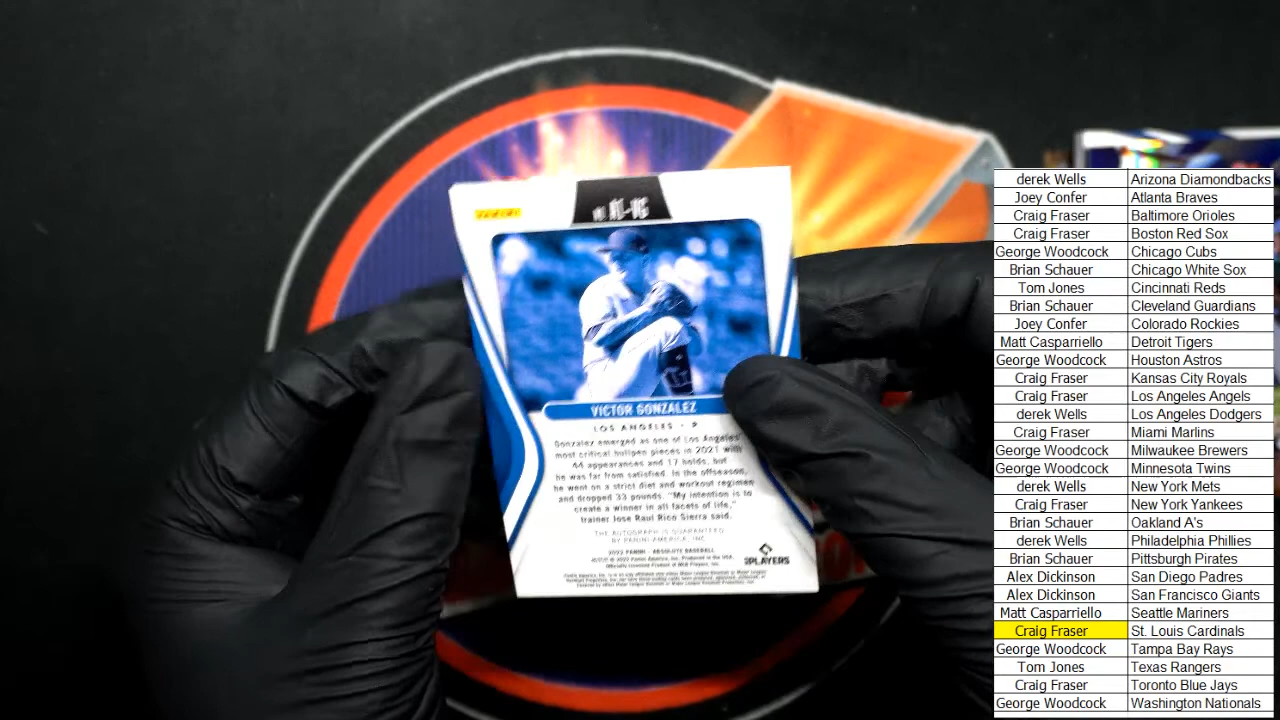 PANINI
VICTOR GONZALEZ
LOS ANGELES - P
Gonzalez emerged as one of Los Angeles'
most critical bullpen pieces in 2021 with
44 appearances and 17 holds, but
he was far from satisfied. In the offseason,
he went on a strict diet and workout regimen
and dropped 33 pounds. "My intention is to
create a winner in all facets of life,"
trainer Jose Raul Rico Sierra said.
THE AUTOGRAPH IS GUARANTEED
BY PANINI AMERICA, INC.
2022 PANINI - ABSOLUTE BASEBALL
PLAYERS
derek Wells Arizona Diamondbacks
Joey Confer Atlanta Braves
Craig Fraser Baltimore Orioles
Craig Fraser Boston Red Sox
George Woodcock Chicago Cubs
Brian Schauer Chicago White Sox
Tom Jones Cincinnati Reds
Brian Schauer Cleveland Guardians
Joey Confer Colorado Rockies
Matt Casparriello Detroit Tigers
George Woodcock Houston Astros
Craig Fraser Kansas City Royals
Craig Fraser Los Angeles Angels
derek Wells Los Angeles Dodgers
Craig Fraser Miami Marlins
George Woodcock Milwaukee Brewers
George Woodcock Minnesota Twins
derek Wells New York Mets
Craig Fraser New York Yankees
Brian Schauer Oakland A's
derek Wells Philadelphia Phillies
Brian Schauer Pittsburgh Pirates
Alex Dickinson San Diego Padres
Alex Dickinson San Francisco Giants
Matt Casparriello Seattle Mariners
Craig Fraser St. Louis Cardinals
George Woodcock Tampa Bay Rays
Tom Jones Texas Rangers
Craig Fraser Toronto Blue Jays
George Woodcock Washington Nationals